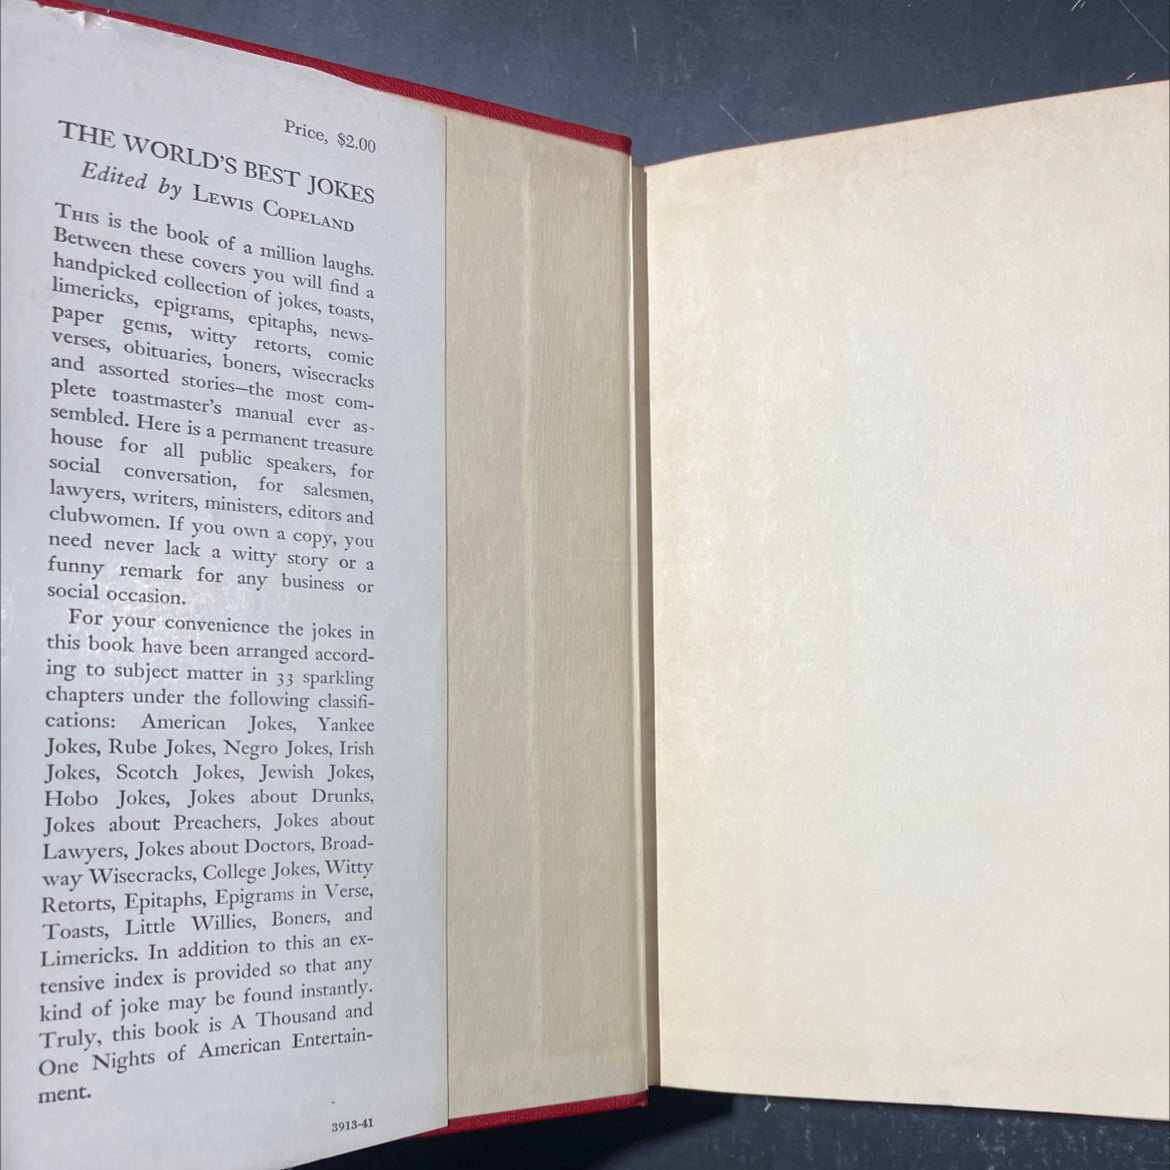 Price, $2.00
THE WORLD'S BEST JOKES
Edited by LEWIS COPELAND
THIS is the book of a million laughs.
Between these covers you will find a
handpicked collection of jokes, toasts,
limericks, epigrams, epitaphs, news-
paper gems, witty retorts, comic
verses, obituaries, boners, wisecracks
and assorted stories—the most com-
plete toastmaster's manual ever as-
sembled. Here is a permanent treasure
house for all public speakers, for
social conversation, for salesmen,
lawyers, writers, ministers, editors and
clubwomen. If you own a copy, you
need never lack a witty story or a
funny remark for any business or
social occasion.
For your convenience the jokes in
this book have been arranged accord-
ing to subject matter in 33 sparkling
chapters under the following classifi-
cations: American Jokes, Yankee
Jokes, Rube Jokes, Negro Jokes, Irish
Jokes, Scotch Jokes, Jewish Jokes,
Hobo Jokes, Jokes about Drunks,
Jokes about Preachers, Jokes about
Lawyers, Jokes about Doctors, Broad-
way Wisecracks, College Jokes, Witty
Retorts, Epitaphs, Epigrams in Verse,
Toasts, Little Willies, Boners, and
Limericks. In addition to this an ex-
tensive index is provided so that any
kind of joke may be found instantly.
Truly, this book is A Thousand and
One Nights of American Entertain-
ment.
3913-41